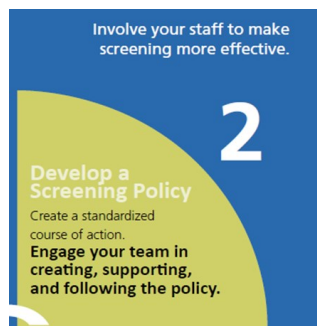 Involve your staff to make
screening more effective.
2
Develop a
Screening Policy
Create a standardized
course of action.
Engage your team in
creating, supporting,
and following the policy.